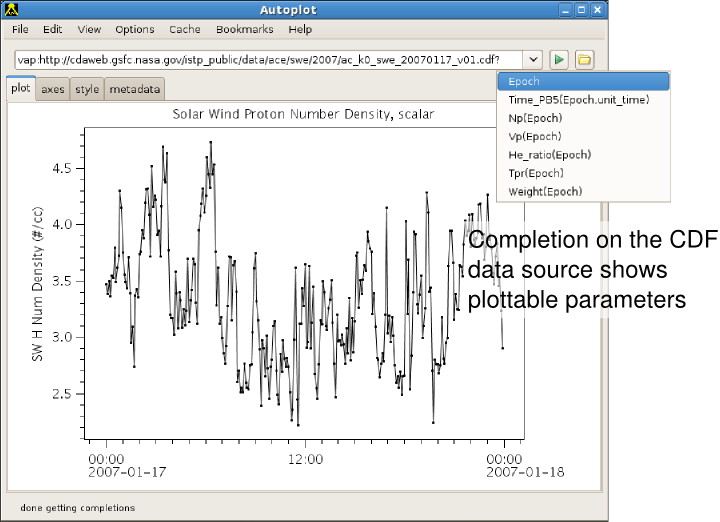 Autoplot
File Edit View Options Cache Bookmarks Help
vap:http://cdaweb.gsfc.nasa.gov/istp_public/data/ace/swe/2007/ac_k0_swe_20070117_v01.cdf?
Epoch
Time_PB5(Epoch,unit_time)
Np(Epoch)
Vp(Epoch)
He_ratio(Epoch)
Tpr(Epoch)
Weight(Epoch)
plot axes style metadata
Solar Wind Proton Number Density, scalar
SW H Num Density (#/cc)
4.5
4.0
3.5
3.0
2.5
Completion on the CDF
data source shows
plottable parameters
00:00 12:00 00:00
2007-01-17 2007-01-18
done getting completions